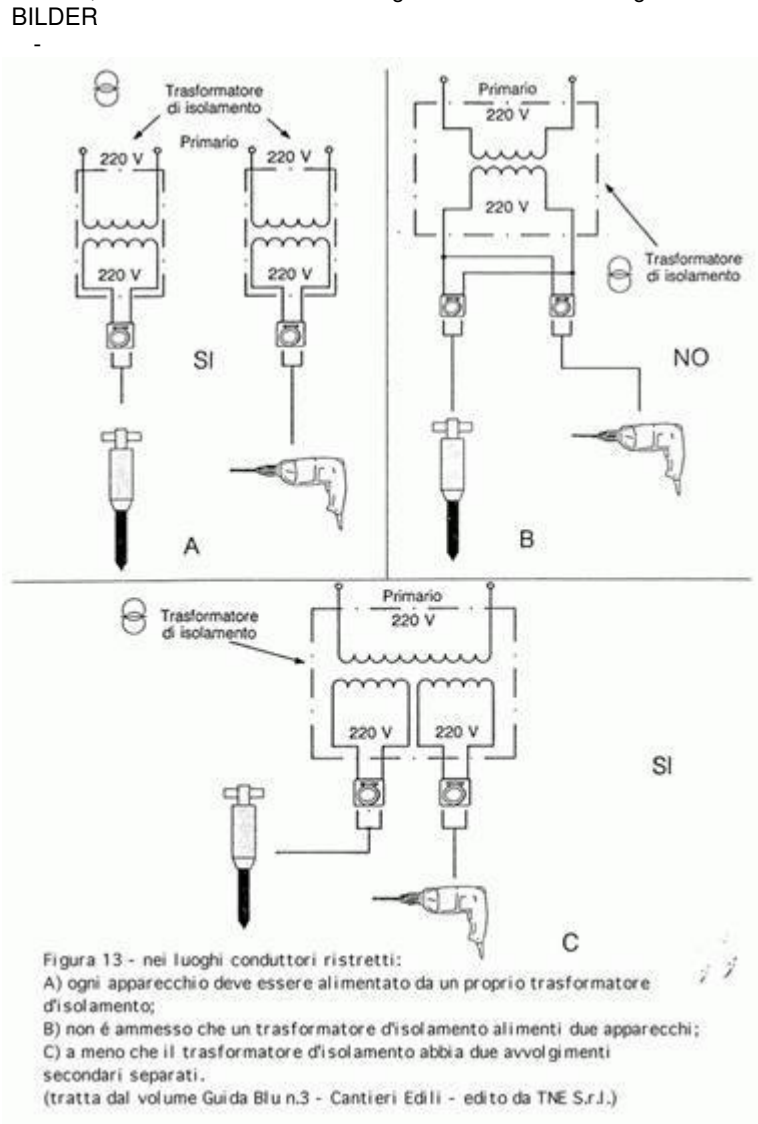 BILDER
-
Trasformatore
di isolamento
Primario
220 V
220 V
220 V
220 V
SI
A
Primario
220 V
220 V
Trasformatore
di isolamento
NO
B
Primario
220 V
Trasformatore
di isolamento
220 V
220 V
SI
C
Figura 13 - nei luoghi conduttori ristretti:
A) ogni apparecchio deve essere alimentato da un proprio trasformatore
d'isolamento;
B) non é ammesso che un trasformatore d'isolamento alimenti due apparecchi;
C) a meno che il trasformatore d'isolamento abbia due avvolgimenti
secondari separati.
(tratta dal volume Guida Blu n.3 - Cantieri Edili - edito da TNE S.r.l.)